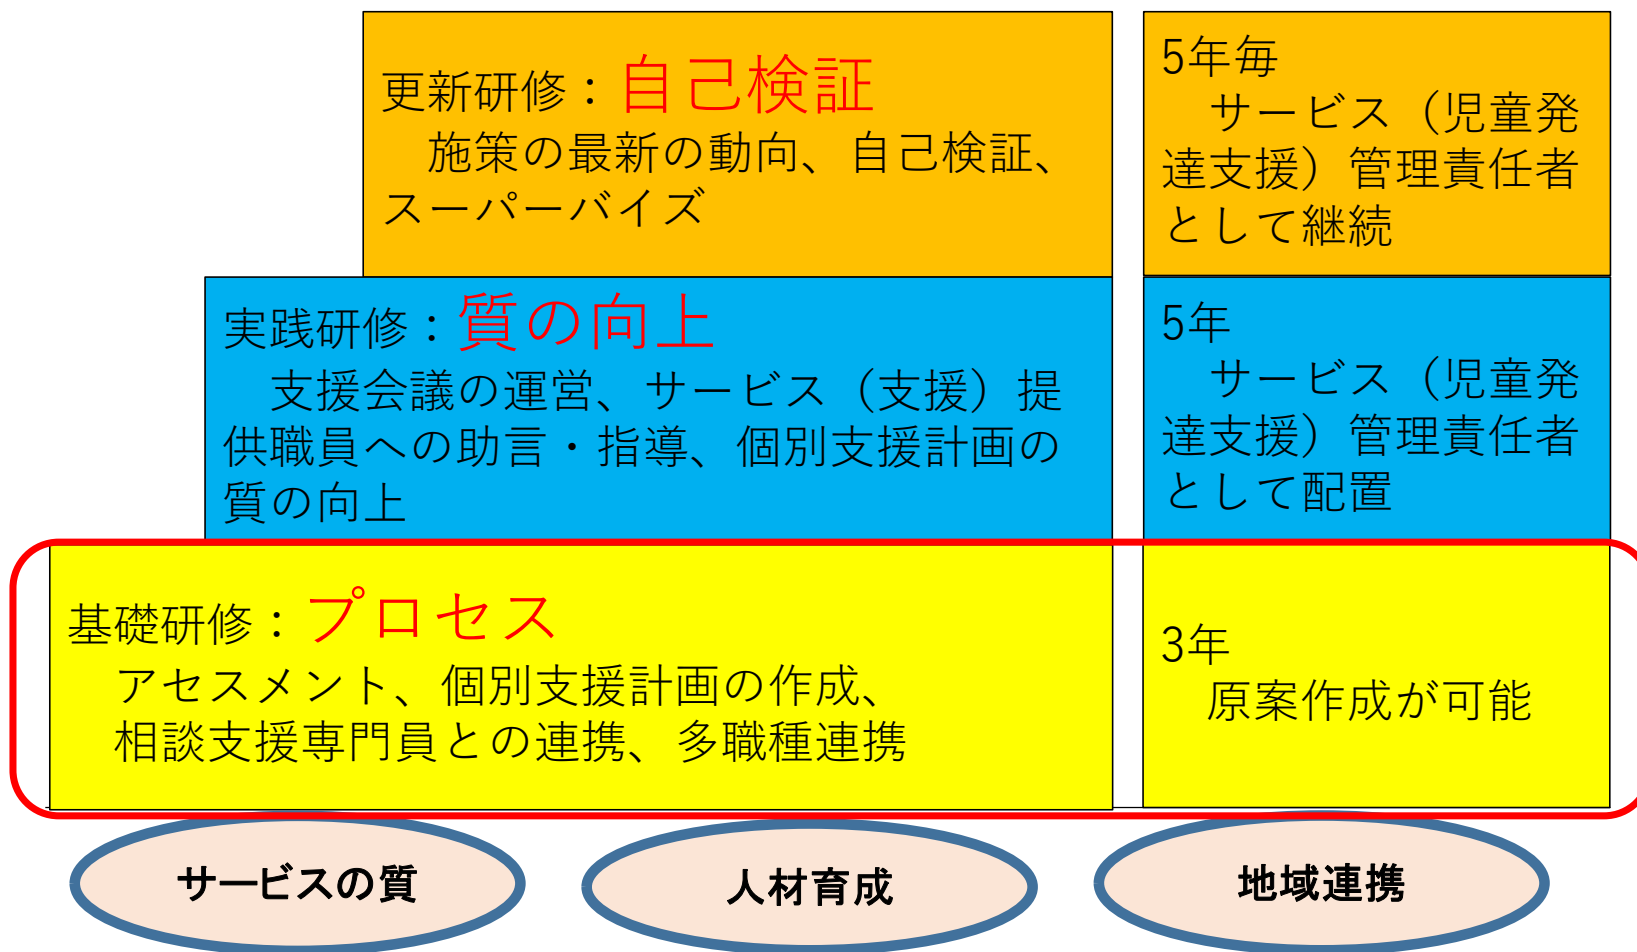 更新研修：自己検証
施策の最新の動向、自己検証、
スーパーバイズ
5年毎
サービス（児童発
達支援）管理責任者
として継続
実践研修：質の向上
支援会議の運営、サービス（支援）提
供職員への助言・指導、個別支援計画の
質の向上
5年
サービス（児童発
達支援）管理責任者
として配置
基礎研修：プロセス
アセスメント、個別支援計画の作成、
相談支援専門員との連携、多職種連携
3年
原案作成が可能
サービスの質
人材育成
地域連携